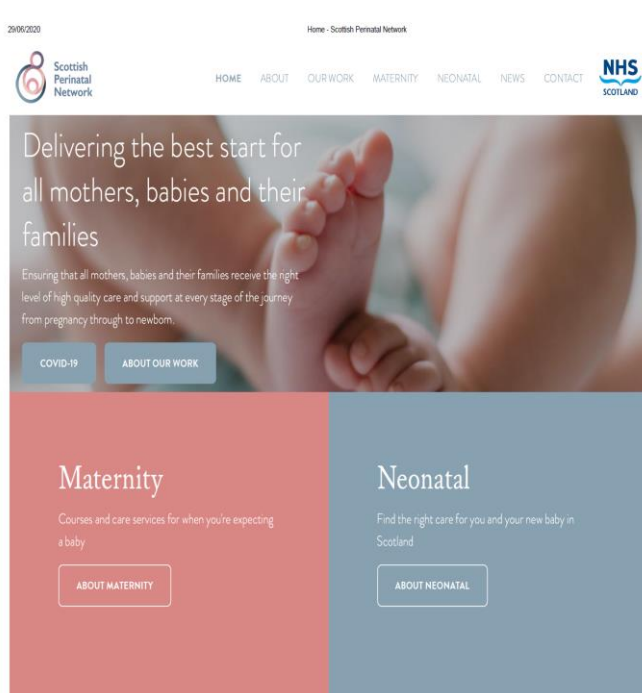 29/06/2020
Home - Scottish Perinatal Network
Scottish
Perinatal
Network
HOME ABOUT OUR WORK MATERNITY NEONATAL NEWS CONTACT
NHS
SCOTLAND
Delivering the best start for
all mothers, babies and their
families
Ensuring that all mothers, babies and their families receive the right
level of high quality care and support at every stage of the journey
from pregnancy through to newborn.
COVID-19
ABOUT OUR WORK
Maternity
Courses and care services for when you're expecting
a baby
ABOUT MATERNITY
Neonatal
Find the right care for you and your new baby in
Scotland
ABOUT NEONATAL